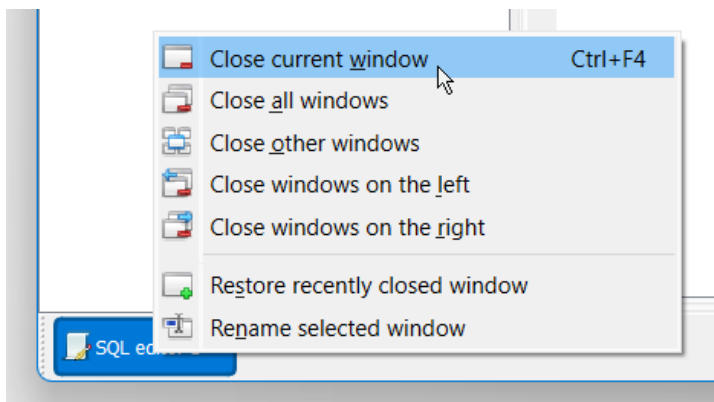 Close current window Ctrl+F4
Close all windows
Close other windows
Close windows on the left
Close windows on the right
Restore recently closed window
Rename selected window
SQL